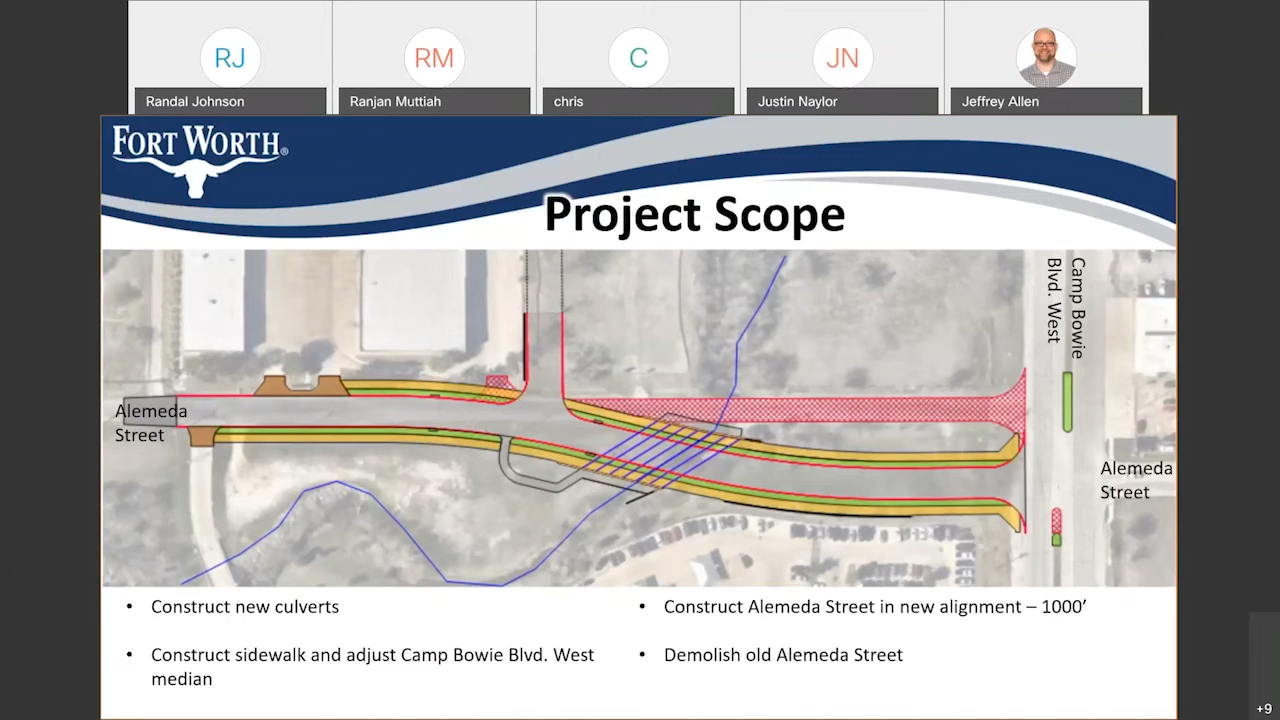 RJ
RM
C
JN
Randal Johnson
Ranjan Muttiah
chris
Justin Naylor
Jeffrey Allen
FORT WORTH®
Project Scope
Camp Bowie
Blvd. West
Alameda
Street
Alemeda
Street
• Construct new culverts
• Construct sidewalk and adjust Camp Bowie Blvd. West
median
• Construct Alemeda Street in new alignment – 1000’
• Demolish old Alemeda Street
+9